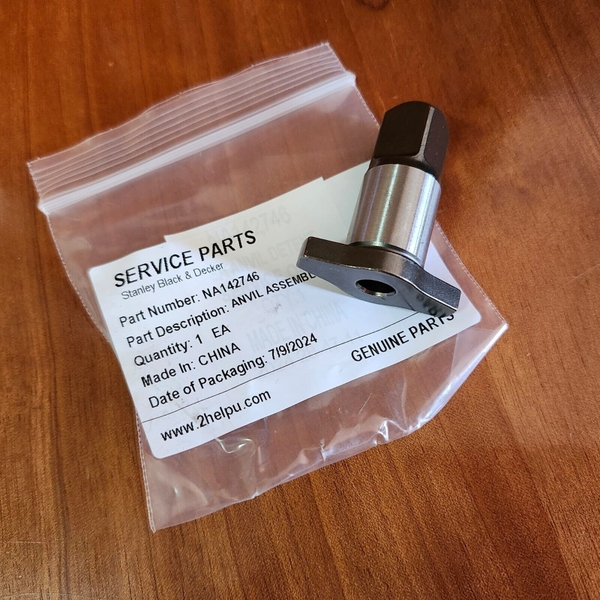 SERVICE PARTS
Stanley Black & Decker
Part Number: NA142746
Part Description: ANVIL ASSEMBL
Quantity: 1 EA
Made In: CHINA
Date of Packaging: 7/9/2024
GENUINE PARTS
www.2helpu.com